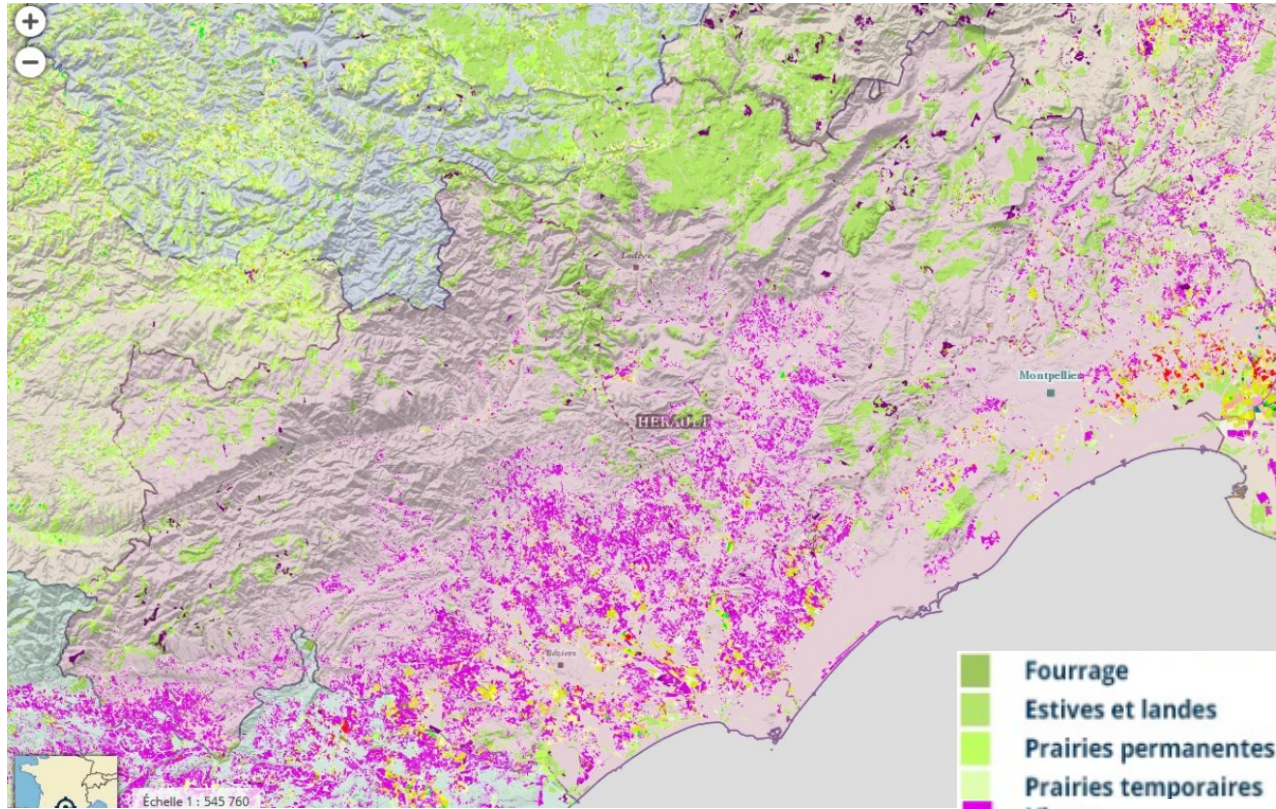 +
−
Lodève
Montpellier
HERAULT
Béziers
Fourrage
Estives et landes
Prairies permanentes
Prairies temporaires
Échelle 1 : 545 760